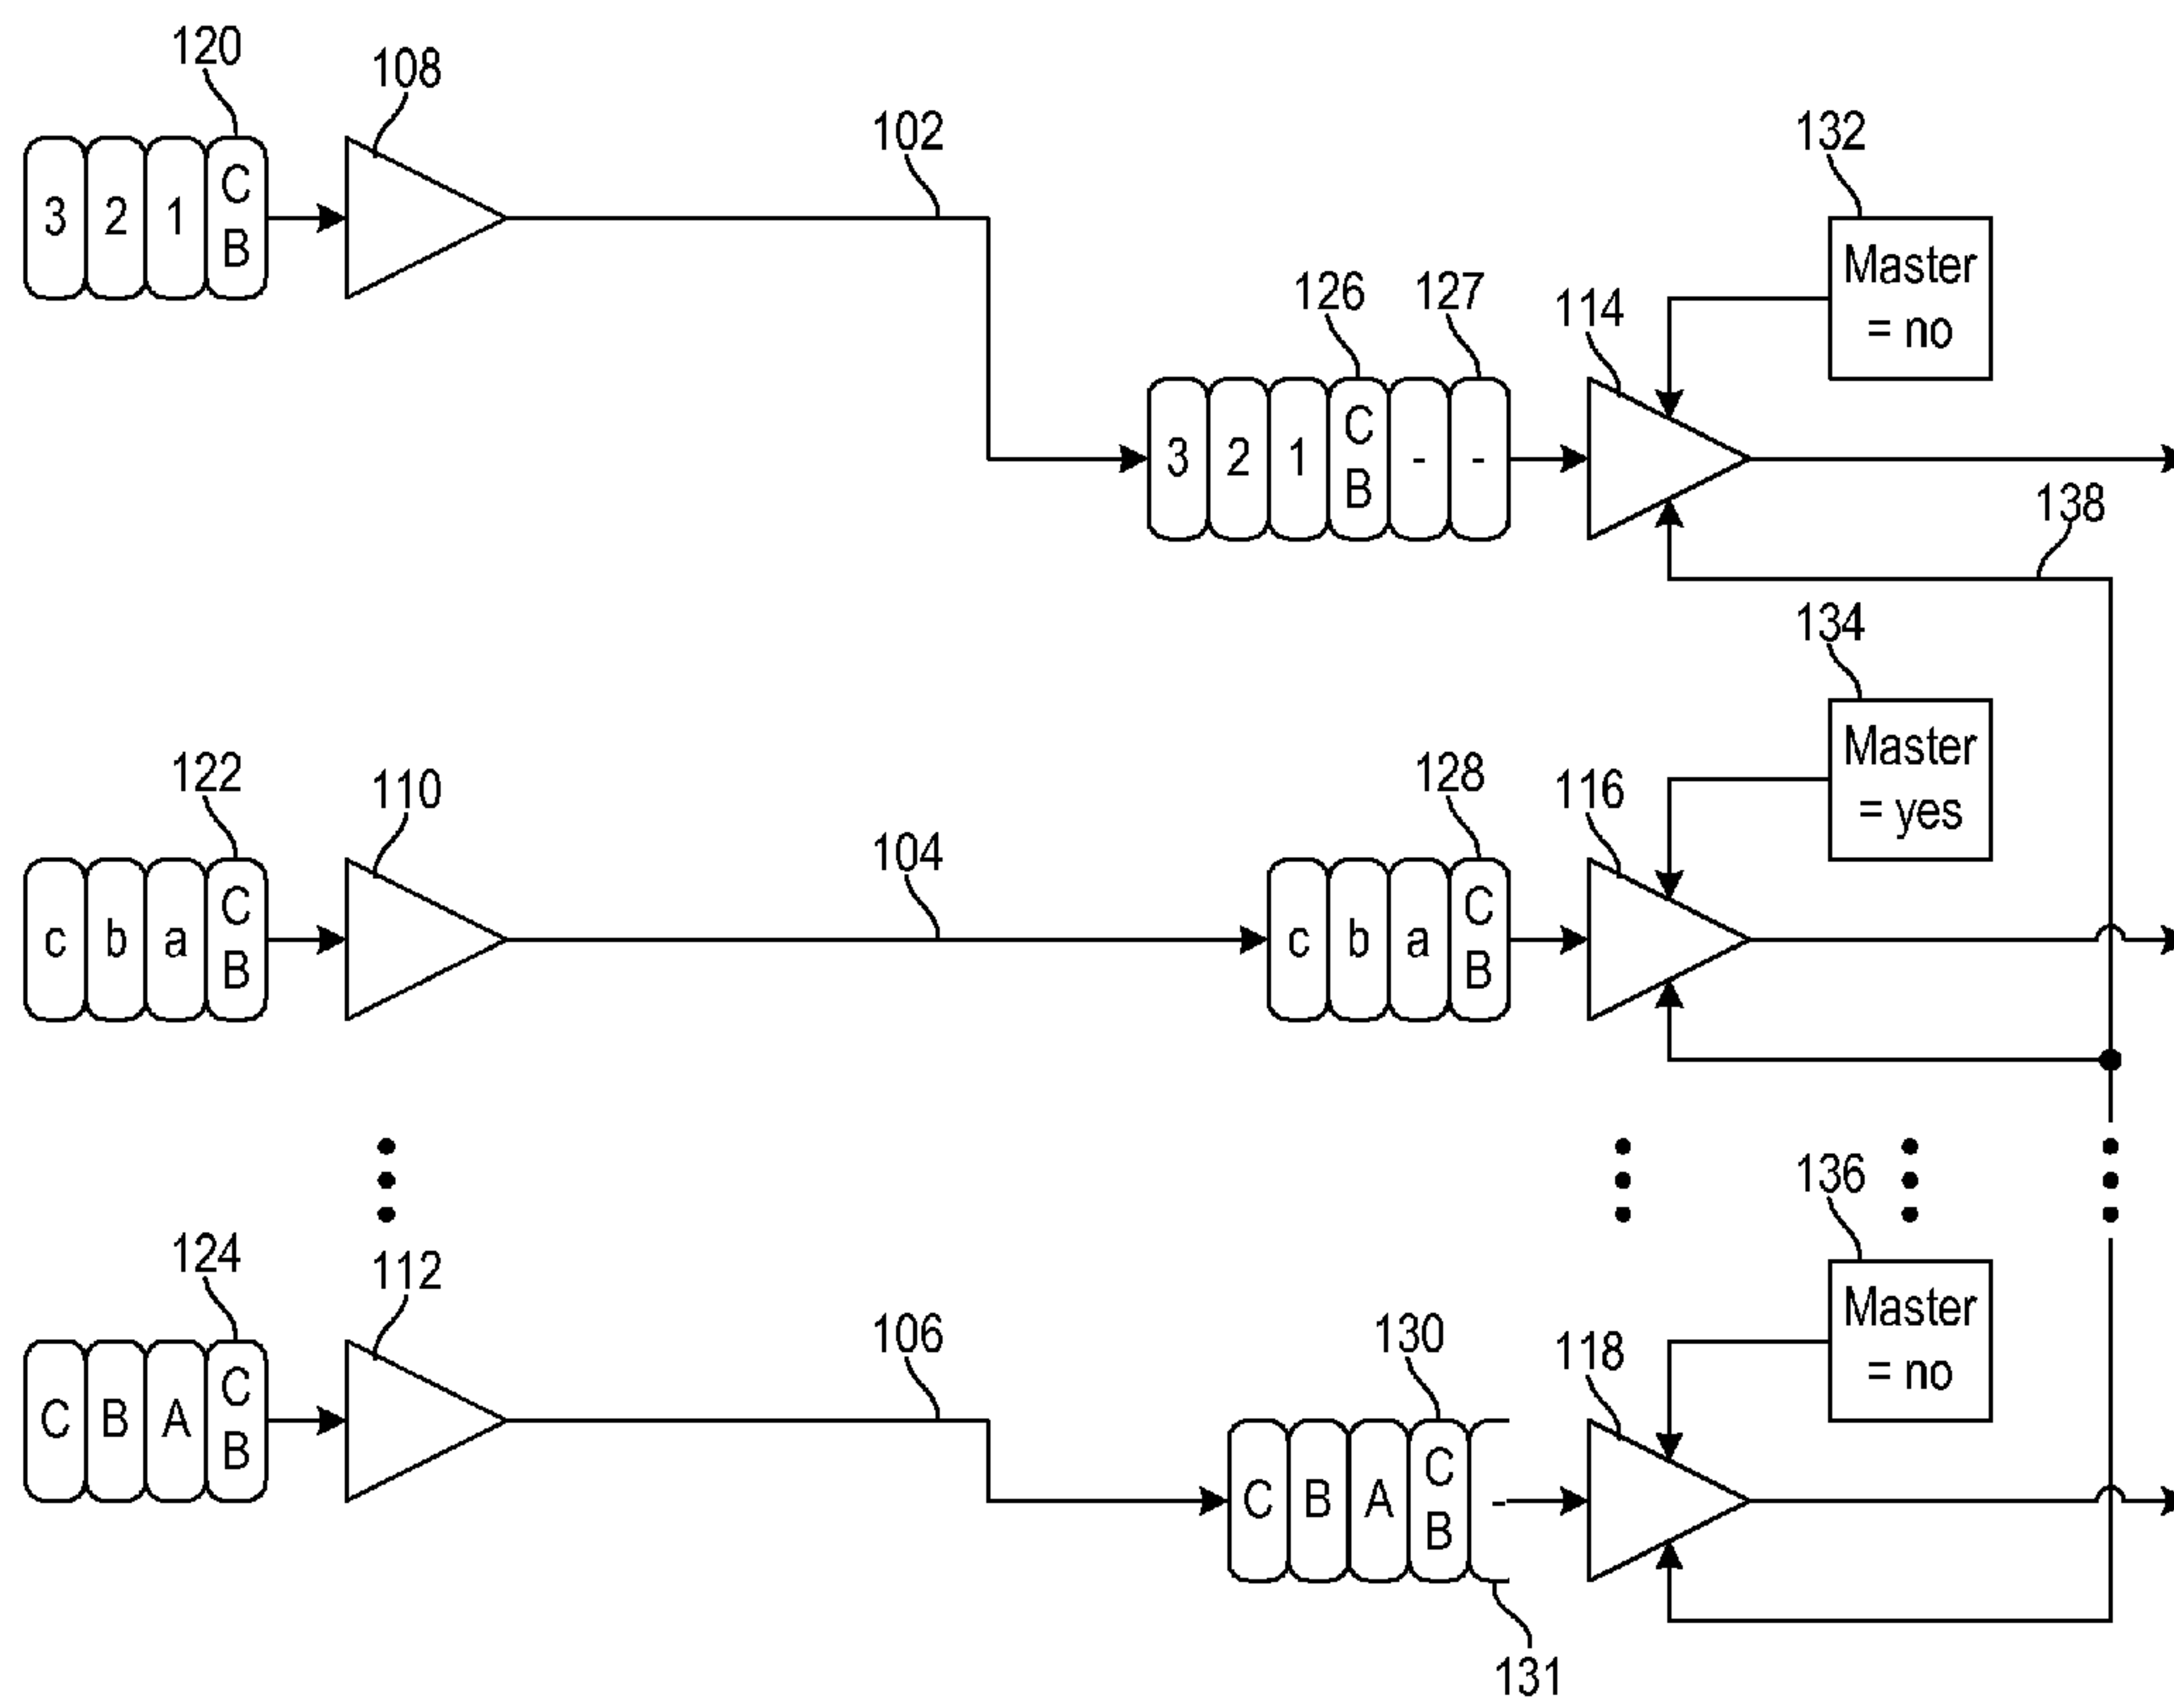 120
108
102
132
3 2 1 C B
Master
= no
126
127
114
3 2 1 C B - -
138
134
Master
= yes
122
110
104
128
116
c b a C B
c b a C B
136
Master
= no
124
112
106
130
118
C B A C B
C B A C B -
131